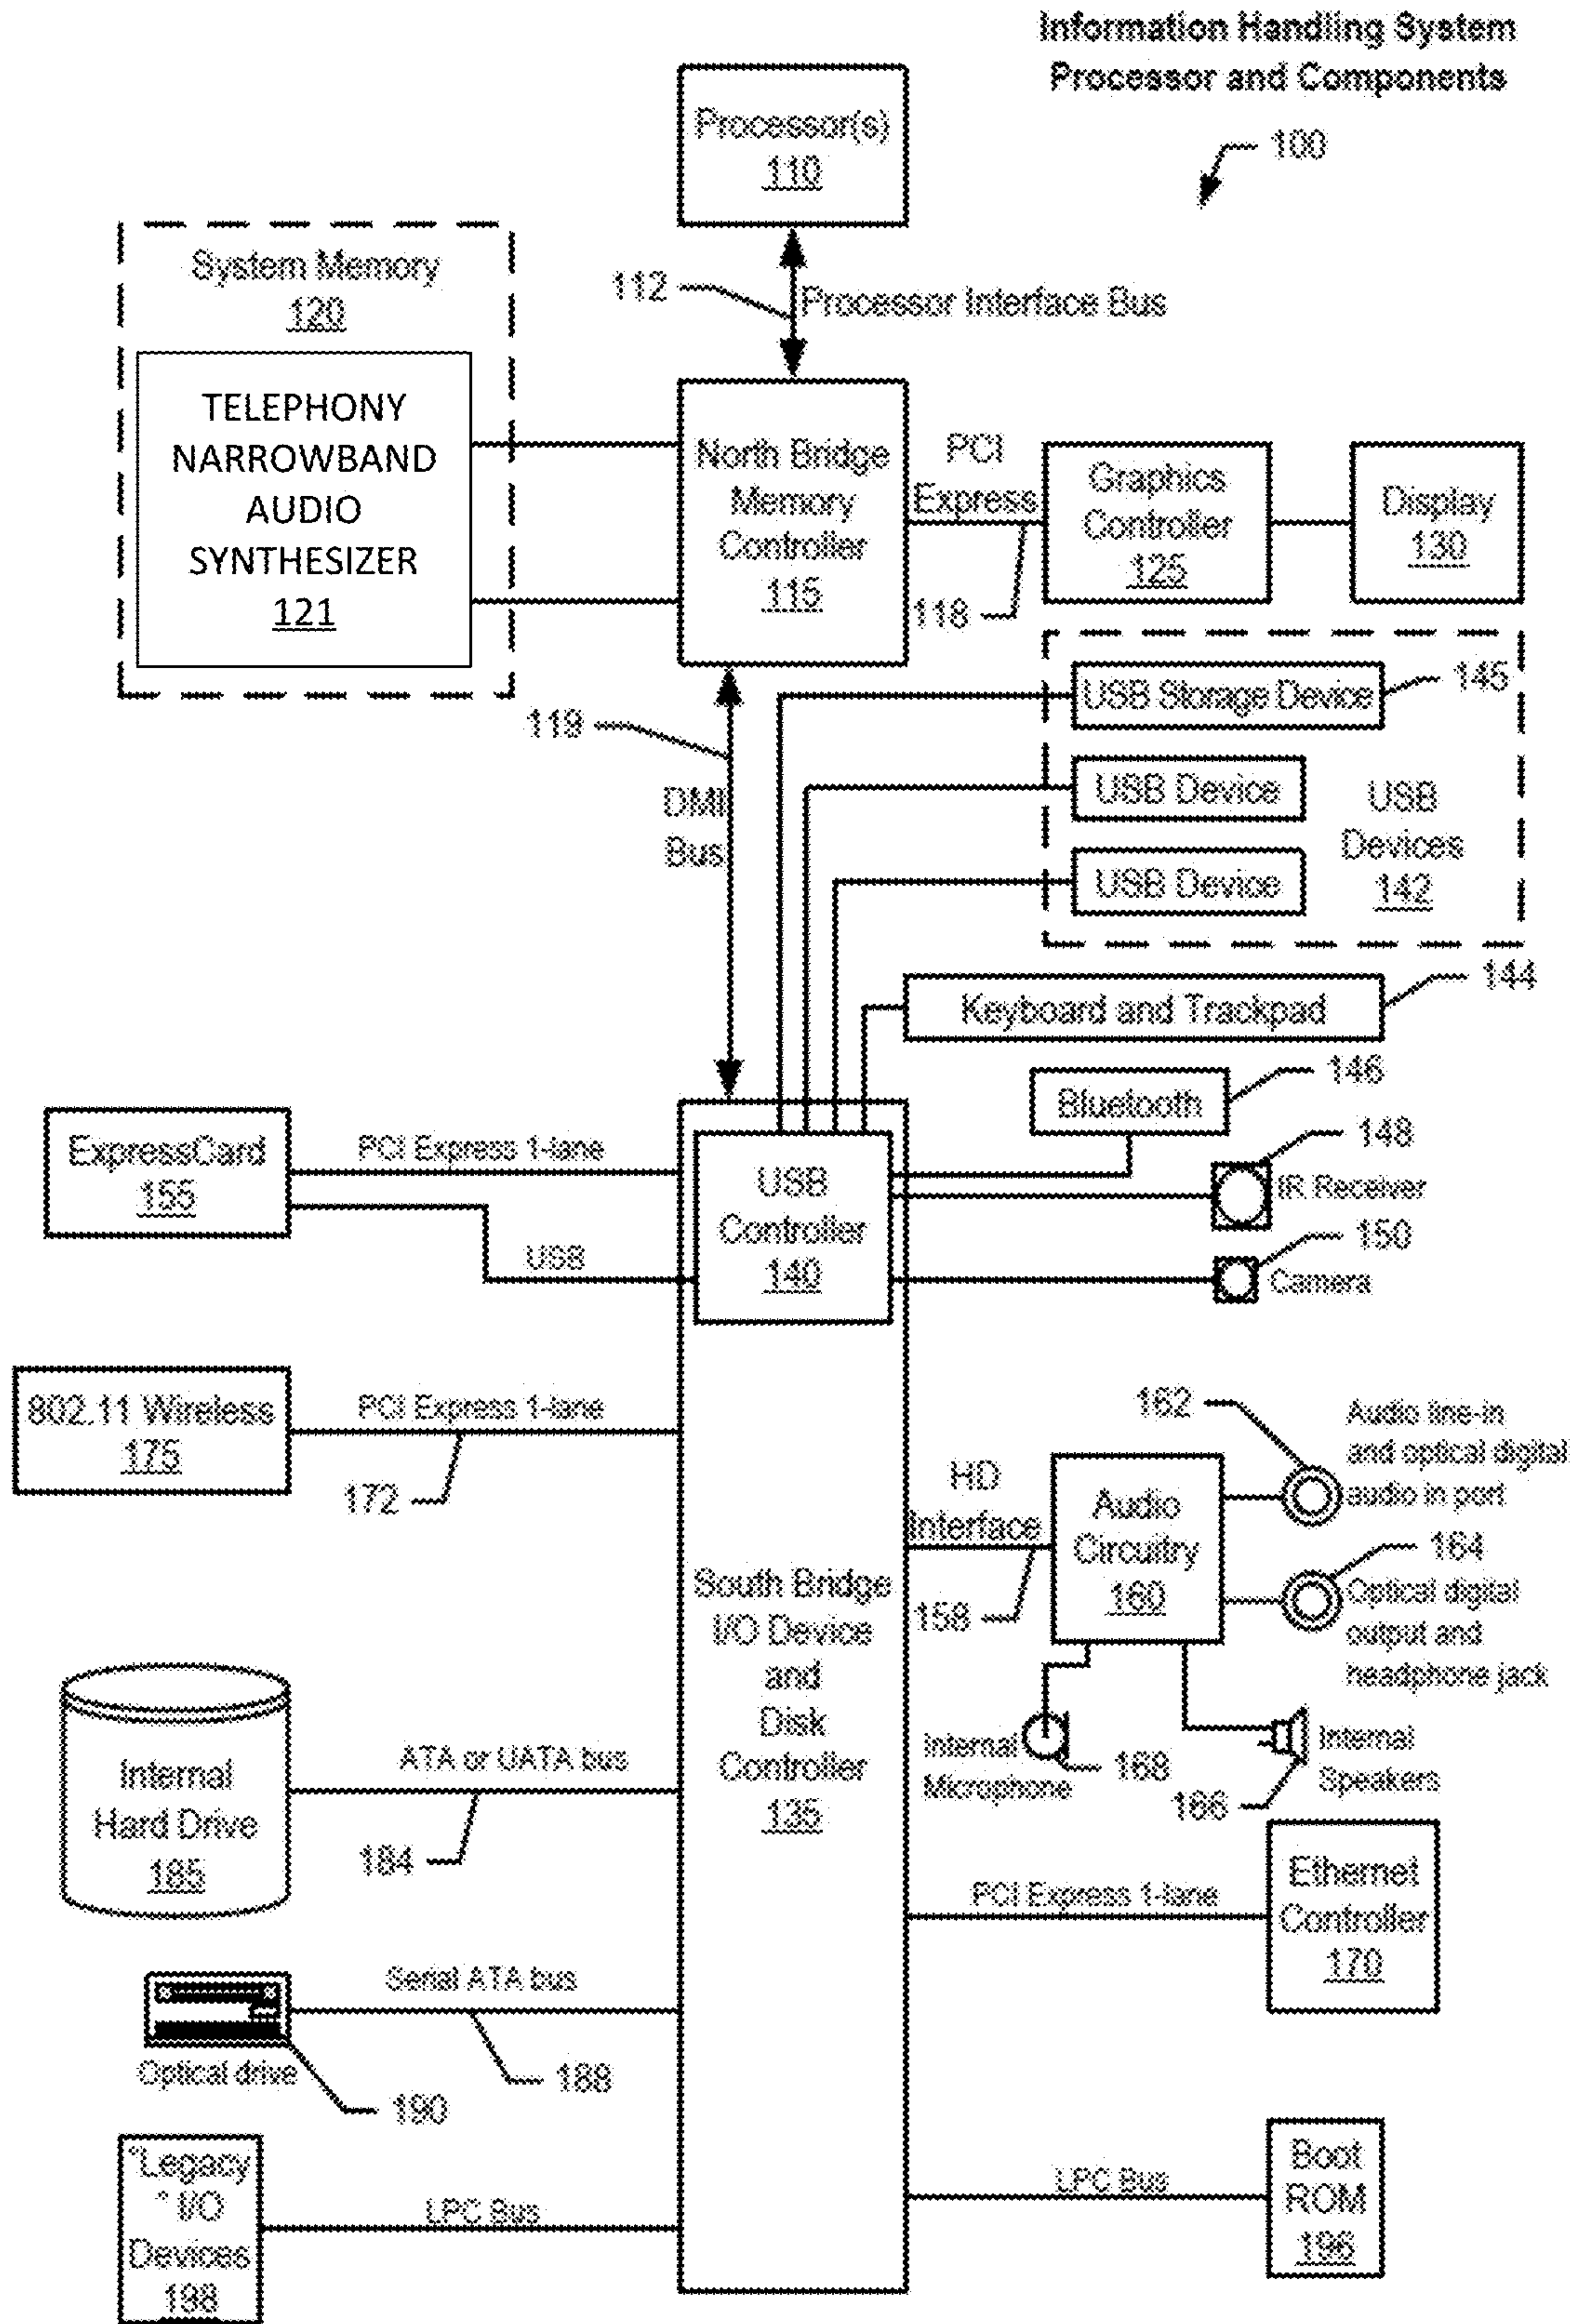 Information Handling System
Processor and Components
100
Processor(s)
110
System Memory
120
112
Processor Interface Bus
TELEPHONY
NARROWBAND
AUDIO
SYNTHESIZER
121
North Bridge
Memory
Controller
115
PCI
Express
118
Graphics
Controller
125
Display
130
119
DMI
Bus
USB Storage Device
145
USB Device
USB Device
USB
Devices
142
Keyboard and Trackpad
144
Bluetooth
146
148
IR Receiver
150
Camera
ExpressCard
155
PCI Express 1-lane
USB
USB
Controller
140
802.11 Wireless
175
PCI Express 1-lane
172
162
Audio line-in
and optical digital
audio in port
HD
Interface
158
Audio
Circuitry
160
164
Optical digital
output and
headphone jack
South Bridge
I/O Device
and
Disk
Controller
135
Internal
Microphone
168
Internal
Speakers
166
Internal
Hard Drive
185
ATA or UATA bus
184
PCI Express 1-lane
Ethernet
Controller
170
Serial ATA bus
188
Optical drive
190
"Legacy
" I/O
Devices
198
LPC Bus
LPC Bus
Boot
ROM
196